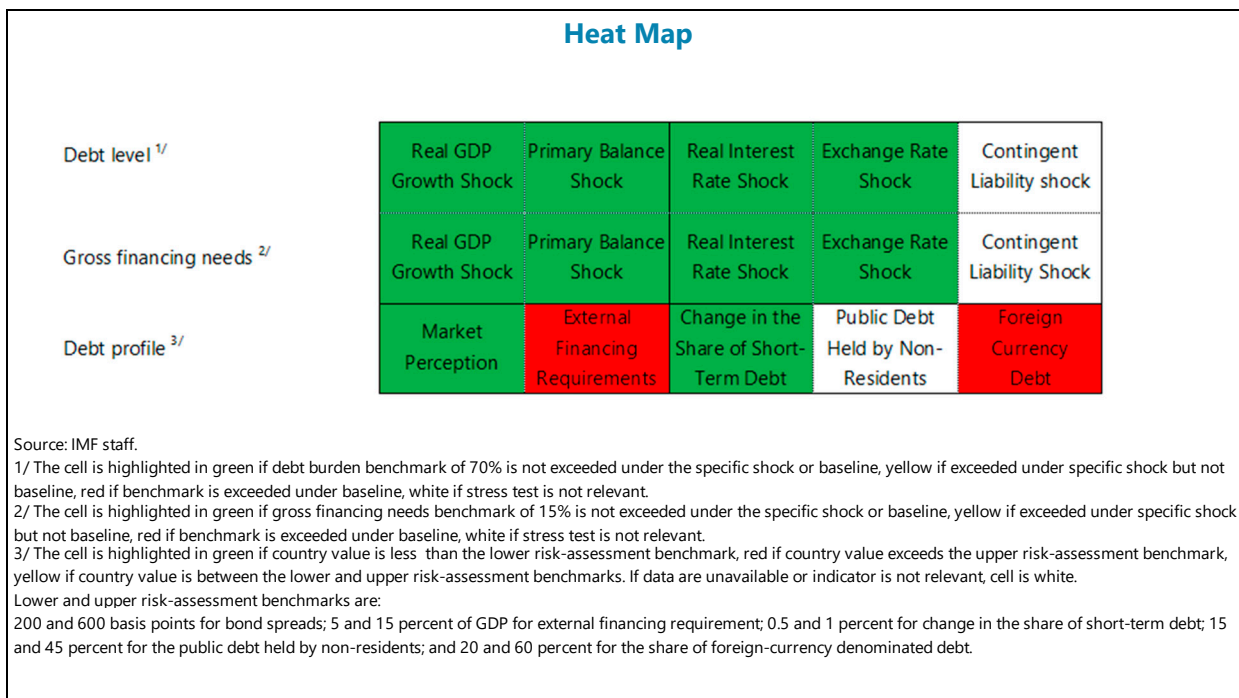 Heat Map
Debt level 1/
Real GDP Growth Shock
Primary Balance Shock
Real Interest Rate Shock
Exchange Rate Shock
Contingent Liability shock
Gross financing needs 2/
Real GDP Growth Shock
Primary Balance Shock
Real Interest Rate Shock
Exchange Rate Shock
Contingent Liability Shock
Debt profile 3/
Market Perception
External Financing Requirements
Change in the Share of Short-Term Debt
Public Debt Held by Non-Residents
Foreign Currency Debt
Source: IMF staff.
1/ The cell is highlighted in green if debt burden benchmark of 70% is not exceeded under the specific shock or baseline, yellow if exceeded under specific shock but not
baseline, red if benchmark is exceeded under baseline, white if stress test is not relevant.
2/ The cell is highlighted in green if gross financing needs benchmark of 15% is not exceeded under the specific shock or baseline, yellow if exceeded under specific shock
but not baseline, red if benchmark is exceeded under baseline, white if stress test is not relevant.
3/ The cell is highlighted in green if country value is less than the lower risk-assessment benchmark, red if country value exceeds the upper risk-assessment benchmark,
yellow if country value is between the lower and upper risk-assessment benchmarks. If data are unavailable or indicator is not relevant, cell is white.
Lower and upper risk-assessment benchmarks are:
200 and 600 basis points for bond spreads; 5 and 15 percent of GDP for external financing requirement; 0.5 and 1 percent for change in the share of short-term debt; 15
and 45 percent for the public debt held by non-residents; and 20 and 60 percent for the share of foreign-currency denominated debt.